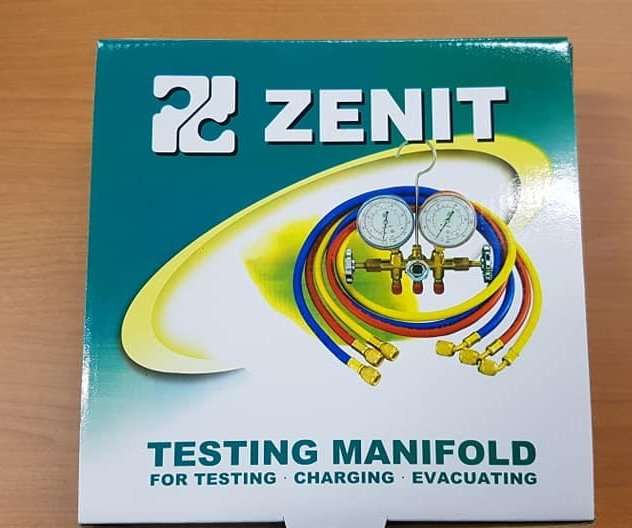 ZENIT
TESTING MANIFOLD
FOR TESTING · CHARGING · EVACUATING